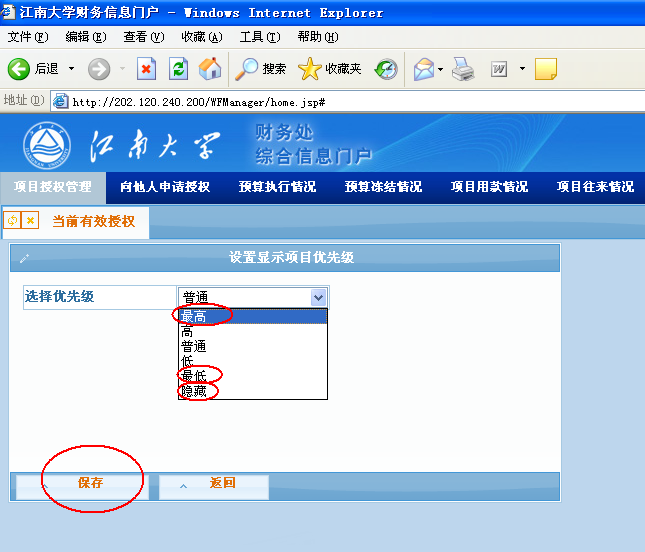 江南大学财务信息门户 - Windows Internet Explorer
文件(F) 编辑(E) 查看(V) 收藏(A) 工具(T) 帮助(H)
后退 搜索 收藏夹
地址(D) http://202.120.240.200/WFManager/home.jsp#
江南大学 财务处
综合信息门户
项目授权管理 向他人申请授权 预算执行情况 预算冻结情况 项目用款情况 项目往来情况
当前有效授权
设置显示项目优先级
选择优先级 普通
最高
高
普通
低
最低
隐藏
保存 返回